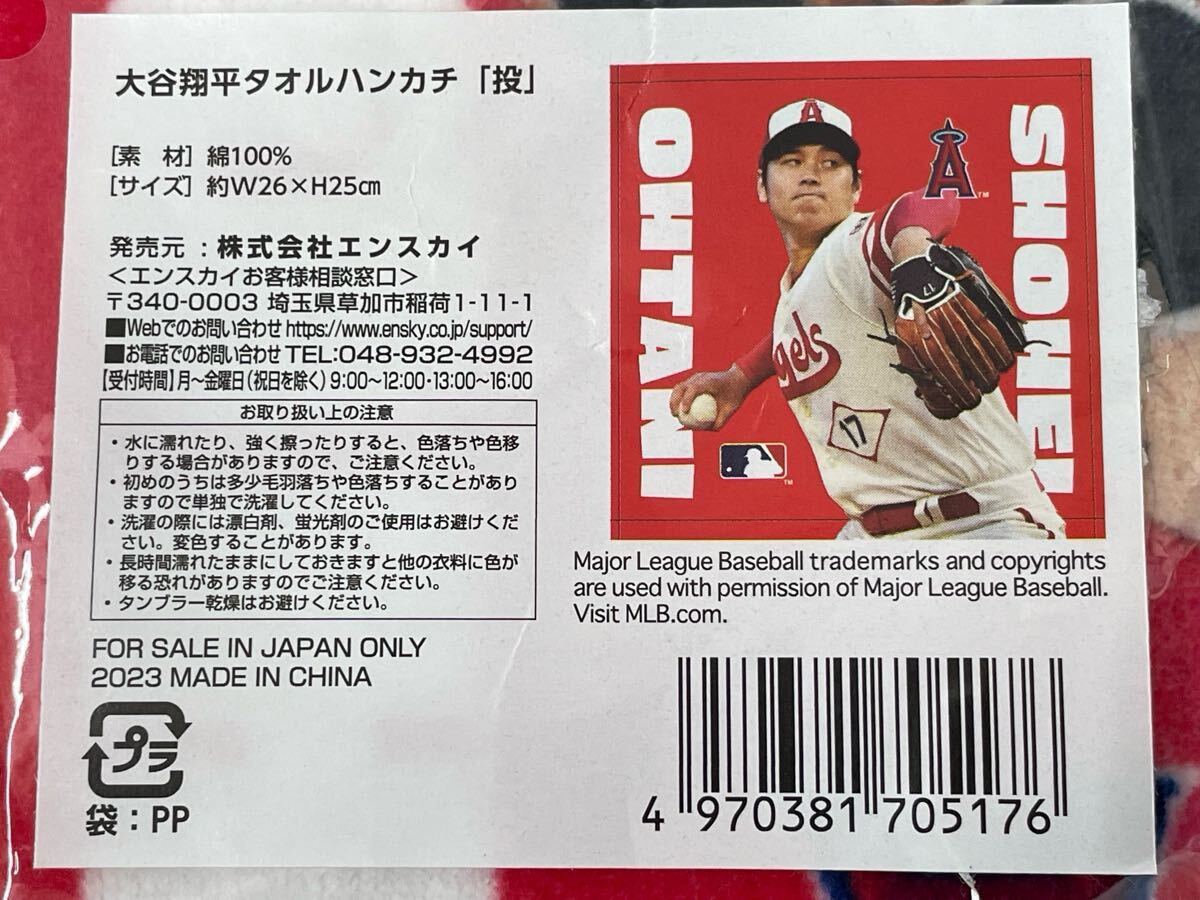 大谷翔平タオルハンカチ「投」
[素　材] 綿100%
[サイズ] 約W26×H25㎝
発売元 : 株式会社エンスカイ
<エンスカイお客様相談窓口>
〒340-0003 埼玉県草加市稲荷1-11-1
■Webでのお問い合わせ https://www.ensky.co.jp/support/
■お電話でのお問い合わせ TEL:048-932-4992
【受付時間】月～金曜日(祝日を除く) 9:00～12:00・13:00～16:00
お取り扱い上の注意
・水に濡れたり、強く擦ったりすると、色落ちや色移
りする場合がありますので、ご注意ください。
・初めのうちは多少毛羽落ちや色落ちすることがあり
ますので単独で洗濯してください。
・洗濯の際には漂白剤、蛍光剤のご使用はお避けくだ
さい。変色することがあります。
・長時間濡れたままにしておきますと他の衣料に色が
移る恐れがありますのでご注意ください。
・タンブラー乾燥はお避けください。
FOR SALE IN JAPAN ONLY
2023 MADE IN CHINA
プラ
袋 : PP
OHTANI
SHOHEI
A
A
TM
17
gels
17
TM
Major League Baseball trademarks and copyrights
are used with permission of Major League Baseball.
Visit MLB.com.
4 970381 705176